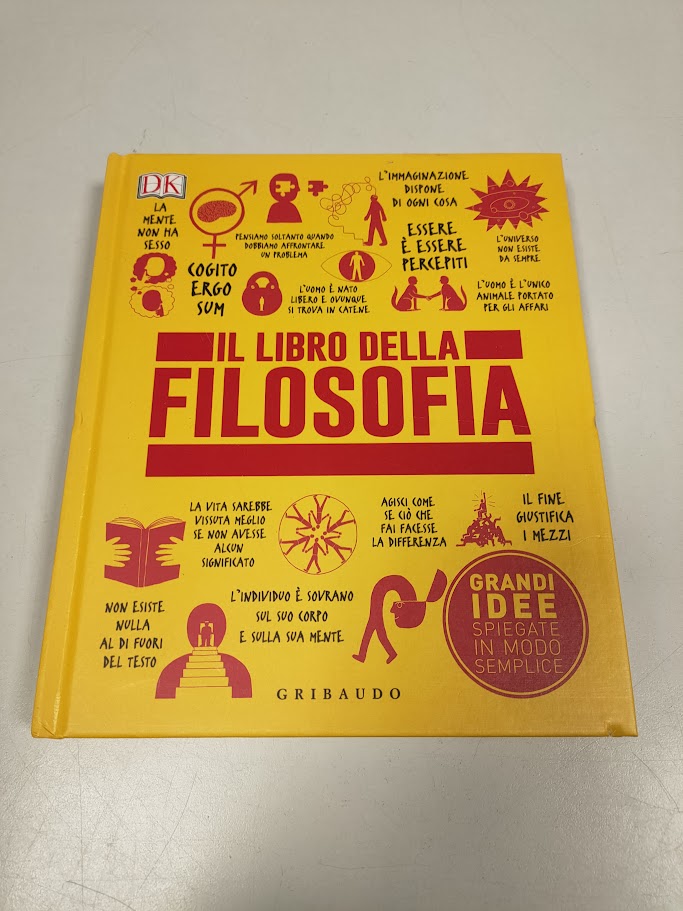 DK
LA
MENTE
NON HA
SESSO
PENSIAMO SOLTANTO QUANDO
DOBBIAMO AFFRONTARE
UN PROBLEMA
L'IMMAGINAZIONE
DISPONE
DI OGNI COSA
ESSERE
È ESSERE
PERCEPITI
L'UNIVERSO
NON ESISTE
DA SEMPRE
COGITO
ERGO
SUM
L'UOMO È NATO
LIBERO E OVUNQUE
SI TROVA IN CATENE
L'UOMO È L'UNICO
ANIMALE PORTATO
PER GLI AFFARI
IL LIBRO DELLA
FILOSOFIA
LA VITA SAREBBE
VISSUTA MEGLIO
SE NON AVESSE
ALCUN
SIGNIFICATO
AGISCI COME
SE CIÒ CHE
FAI FACESSE
LA DIFFERENZA
IL FINE
GIUSTIFICA
I MEZZI
NON ESISTE
NULLA
AL DI FUORI
DEL TESTO
L'INDIVIDUO È SOVRANO
SUL SUO CORPO
E SULLA SUA MENTE
GRANDI
IDEE
SPIEGATE
IN MODO
SEMPLICE
GRIBAUDO